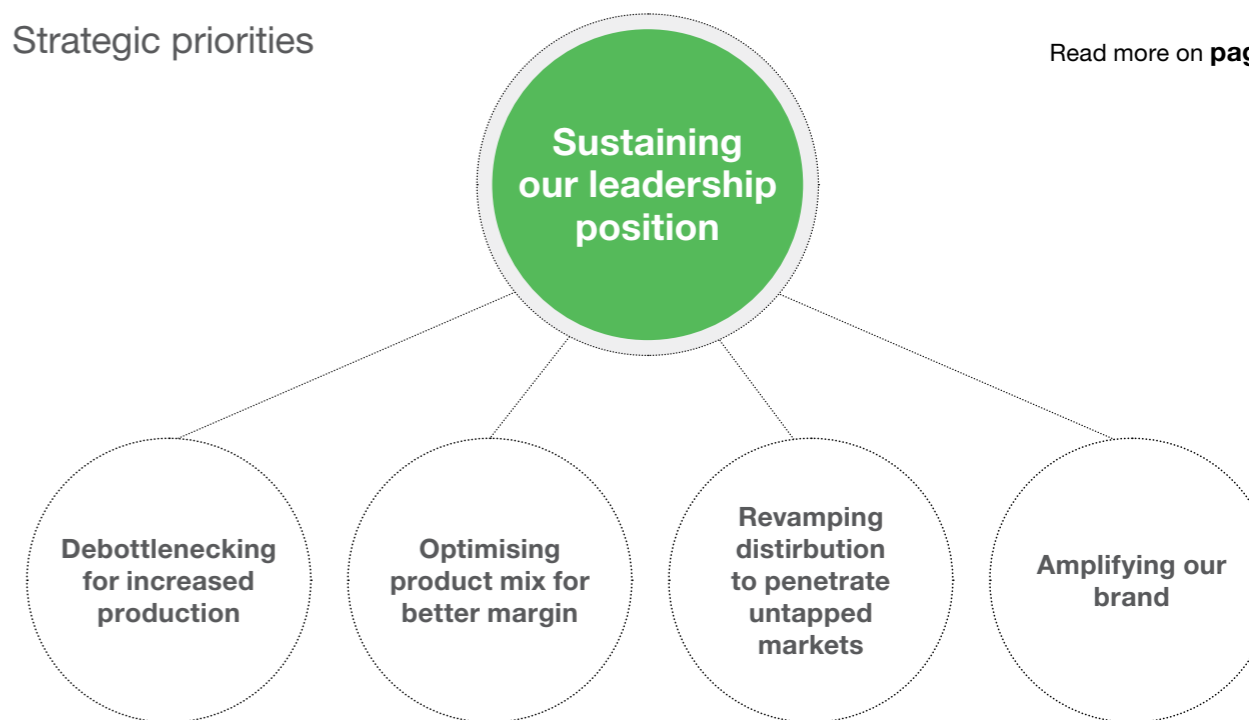 Strategic priorities
Read more on
Sustaining
our leadership
position
Debottlenecking
for increased
production
Optimising
product mix for
better margin
Revamping
distirbution
to penetrate
untapped
markets
Amplifying our
brand